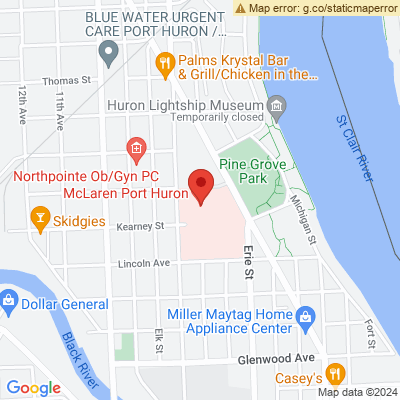 Map error: g.co/staticmaperror
BLUE WATER URGENT
CARE PORT HURON /...
Palms Krystal Bar
& Grill/Chicken in the...
Thomas St
12th Ave
11th Ave
Huron Lightship Museum
Temporarily closed
St Clair River
Northpointe Ob/Gyn PC
McLaren Port Huron
Pine Grove
Park
Michigan St
Skidgies
Kearney St
Erie St
Lincoln Ave
Dollar General
Miller Maytag Home
Appliance Center
Black River
Elk St
Fort St
Glenwood Ave
Casey's
Google
Map data ©2024